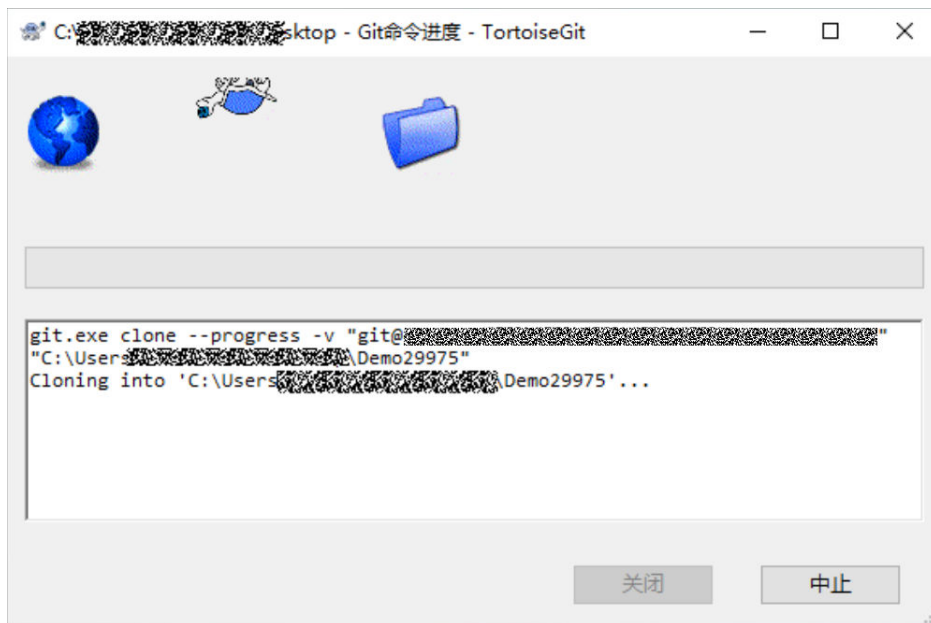 C:\sktop - Git命令进度 - TortoiseGit
git.exe clone --progress -v "git@"
"C:\Users\Demo29975"
Cloning into 'C:\Users\Demo29975'...
关闭
中止